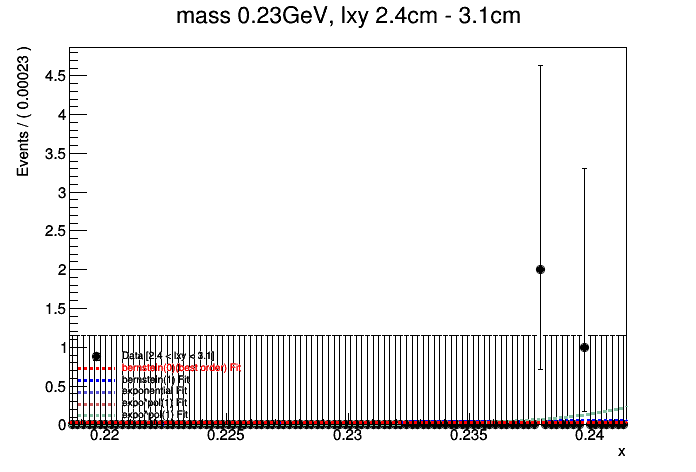 mass 0.23GeV, lxy 2.4cm - 3.1cm
Events / ( 0.00023 )
4.5
4
3.5
3
2.5
2
1.5
1
0.5
0
Data [2.4 < lxy < 3.1]
bernstein(0)(best order) Fit
bernstein(1) Fit
exponential Fit
expo*pol(1) Fit
expo*pol(1) Fit
0.22 0.225 0.23 0.235 0.24
x